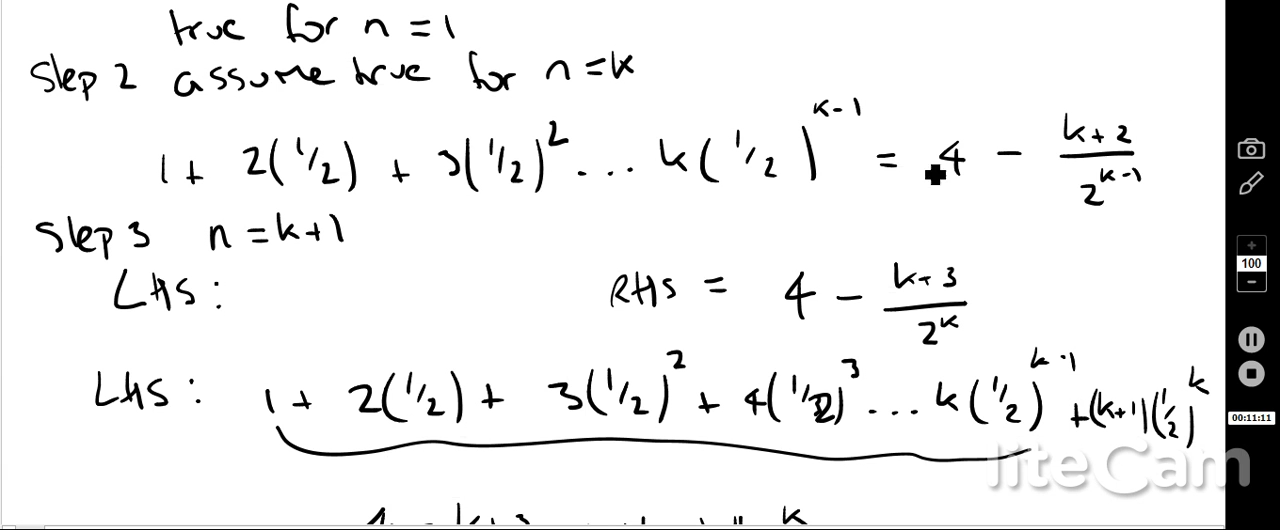 true for n = 1
Step 2 assume true for n = k
1 + 2(1/2) + 3(1/2)^2 ... k(1/2)^{k-1} = 4 - \frac{k+2}{2^{k-1}}
Step 3 n = k+1
LHS : RHS = 4 - \frac{k+3}{2^k}
LHS : 1 + 2(1/2) + 3(1/2)^2 + 4(1/2)^3 ... k(1/2)^{k-1} + (k+1)(1/2)^k
100
00:11:11
liteCam